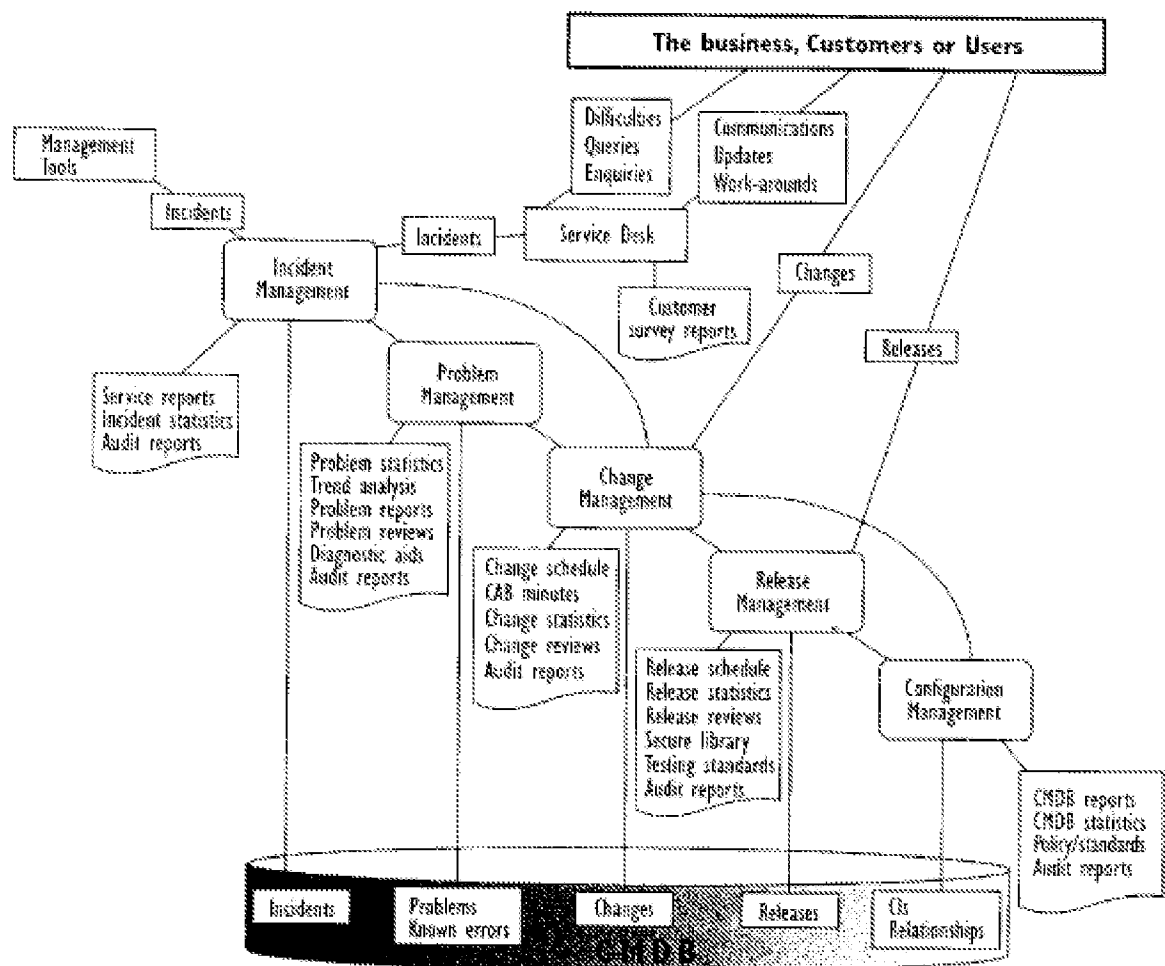 The business, Customers or Users
Difficulties
Queries
Enquiries
Communications
Updates
Work-arounds
Management
Tools
Incidents
Incidents
Service Desk
Incident
Management
Changes
Customer
survey reports
Releases
Problem
Management
Service reports
Incident statistics
Audit reports
Problem statistics
Trend analysis
Problem reports
Problem reviews
Diagnostic aids
Audit reports
Change
Management
Change schedule
CAB minutes
Change statistics
Change reviews
Audit reports
Release
Management
Release schedule
Release statistics
Release reviews
Secure library
Testing standards
Audit reports
Configuration
Management
CMDB reports
CMDB statistics
Policy/standards
Audit reports
Incidents
Problems
Known errors
Changes
Releases
CIs
Relationships
CMDB